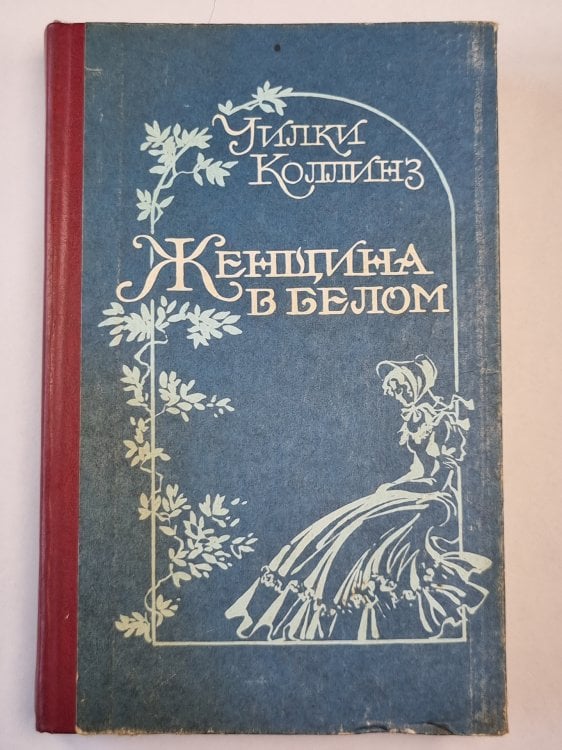 Уилки
Коллинз
Женщина
в белом